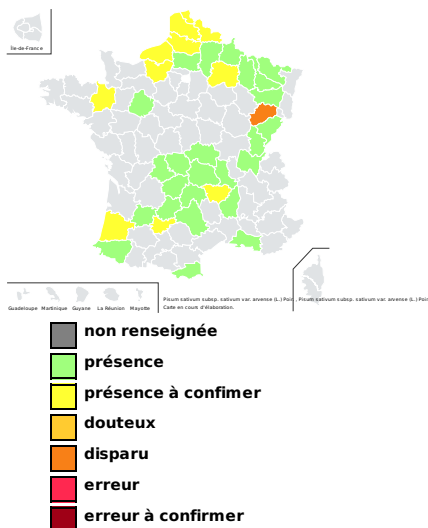 Île-de-France
Guadeloupe Martinique Guyane La Réunion Mayotte
Pisum sativum subsp. sativum var. arvense (L.) Poir., Pisum sativum subsp. sativum var. arvense (L.) Poir
Carte en cours d'élaboration.
non renseignée
présence
présence à confimer
douteux
disparu
erreur
erreur à confirmer